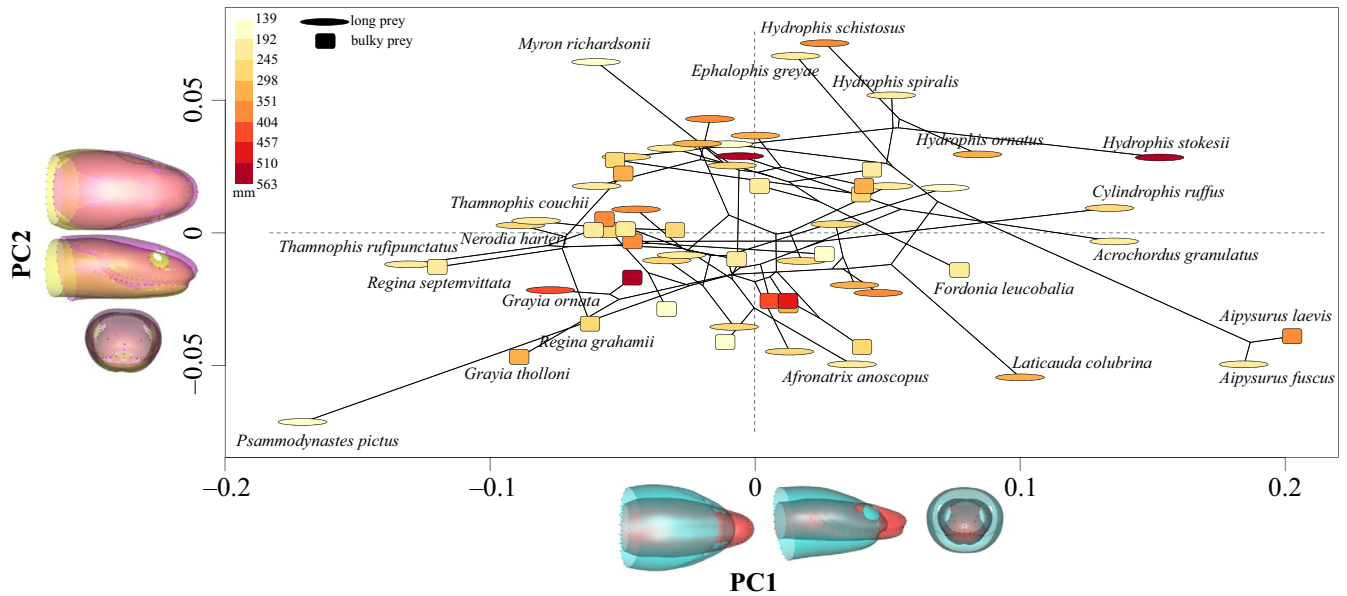 139
192
245
298
351
404
457
510
563
mm
long prey
bulky prey
Hydrophis schistosus
Myron richardsonii
Ephalophis greyae
Hydrophis spiralis
Hydrophis ornatus
Hydrophis stokesii
Thamnophis couchii
Cylindrophis ruffus
Nerodia harteri
Thamnophis rufipunctatus
Acrochordus granulatus
Regina septemvittata
Fordonia leucobalia
Grayia ornata
Aipysurus laevis
Regina grahamii
Laticauda colubrina
Grayia tholloni
Afronatrix anoscopus
Aipysurus fuscus
Psammodynastes pictus
PC2
0.05
0
–0.05
–0.2
–0.1
0
0.1
0.2
PC1